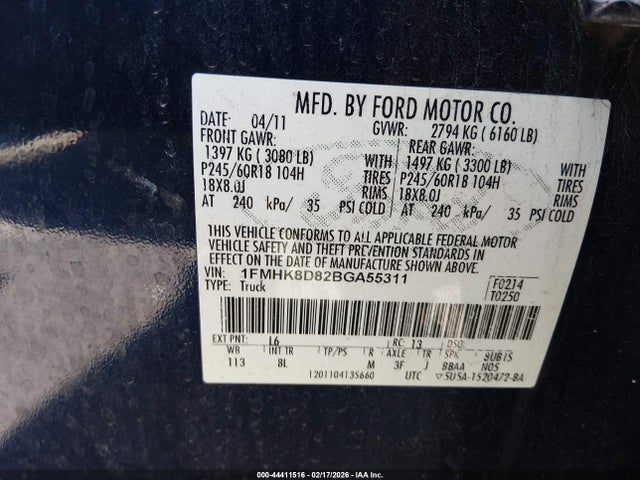 MFD. BY FORD MOTOR CO.
DATE 04/11 GVWR: 2794 KG ( 6160 LB)
FRONT GAWR: REAR GAWR:
1397 KG ( 3080 LB) WITH 1497 KG ( 3300 LB) WITH
P245/60R18 104H TIRES P245/60R18 104H TIRES
18X8.0J RIMS 18X8.0J RIMS
AT 240 kPa/ 35 PSI COLD AT 240 kPa/ 35 PSI COLD
THIS VEHICLE CONFORMS TO ALL APPLICABLE FEDERAL MOTOR
VEHICLE SAFETY AND THEFT PREVENTION STANDARDS IN
EFFECT ON THE DATE OF MANUFACTURE SHOWN ABOVE.
VIN: 1FMHK8D82BGA55311 F0214
TYPE: Truck T0250
EXT PNT: L6 RC: 13 DSO:
WB INT TR TP/PS R AXLE TR SPR
113 8L M 3F J BBAA N05
1201104135660 UTC
000-44411516 - 02/17/2026 - IAA Inc.